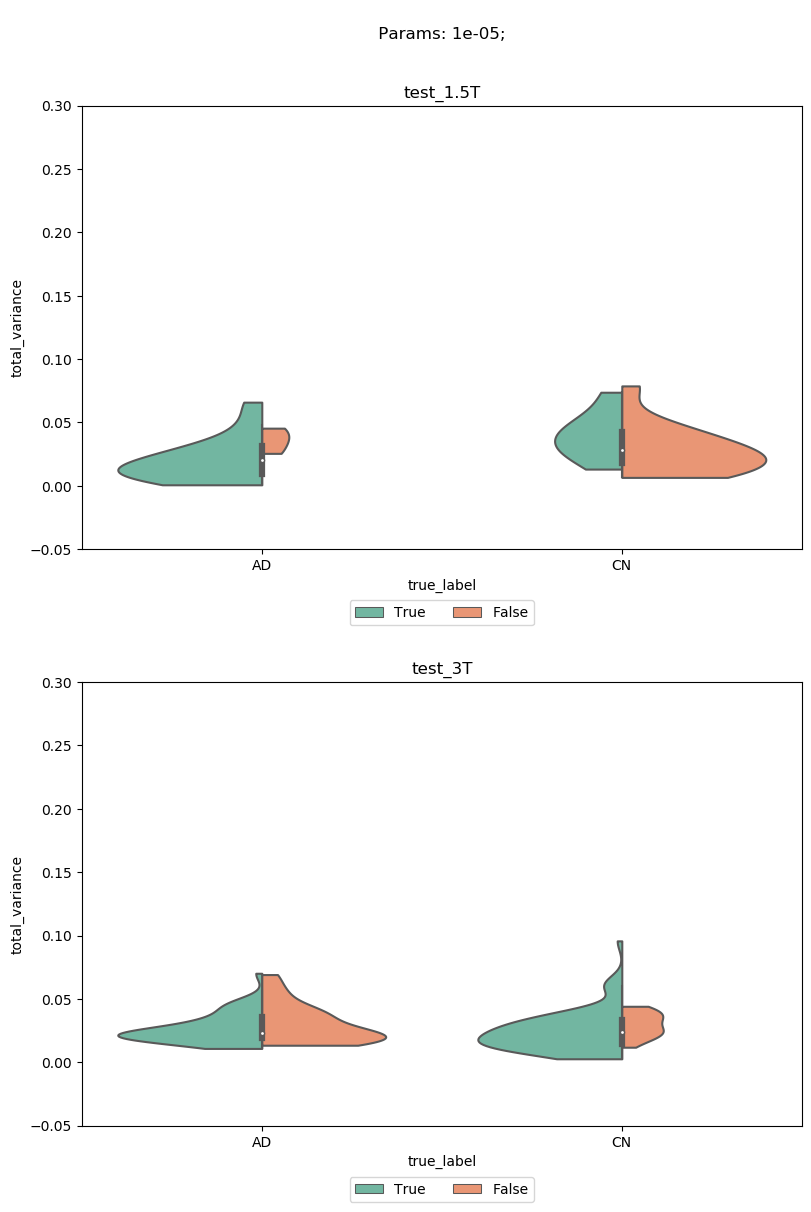 Params: 1e-05;
test_1.5T
0.30
0.25
0.20
0.15
0.10
0.05
0.00
−0.05
total_variance
AD CN
true_label
True False
test_3T
0.30
0.25
0.20
0.15
0.10
0.05
0.00
−0.05
total_variance
AD CN
true_label
True False